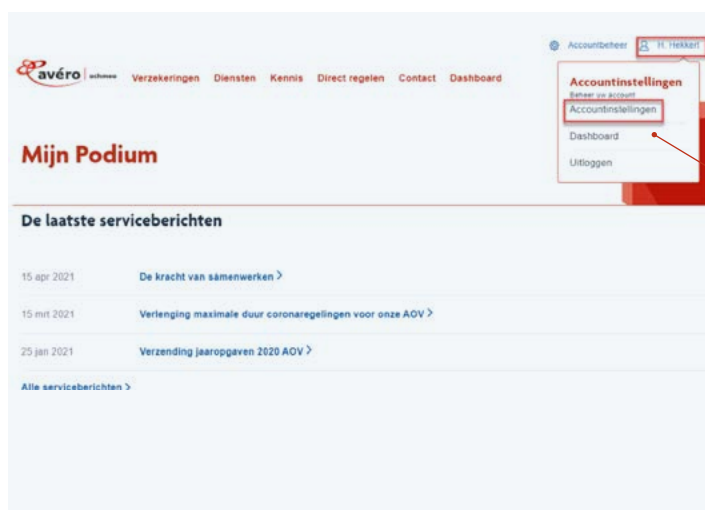 Accountbeheer H. Hekkert
avéro achmea Verzekeringen Diensten Kennis Direct regelen Contact Dashboard
Accountinstellingen
Beheer uw account
Accountinstellingen
Dashboard
Uitloggen
Mijn Podium
De laatste serviceberichten
15 apr 2021 De kracht van samenwerken >
15 mrt 2021 Verlenging maximale duur coronaregelingen voor onze AOV >
25 jan 2021 Verzending jaaropgaven 2020 AOV >
Alle serviceberichten >